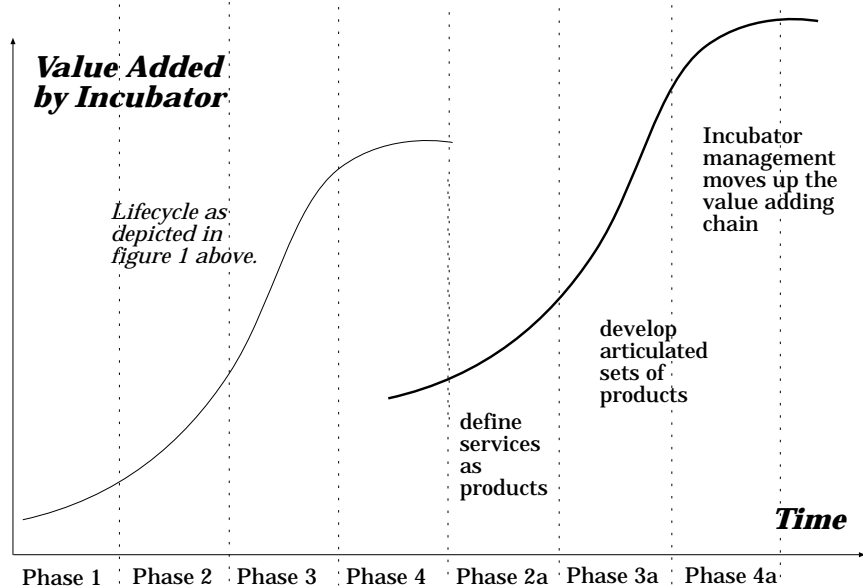 Value Added
by Incubator
Lifecycle as
depicted in
figure 1 above.
Incubator
management
moves up the
value adding
chain
develop
articulated
sets of
products
define
services
as
products
Time
Phase 1 Phase 2 Phase 3 Phase 4 Phase 2a Phase 3a Phase 4a